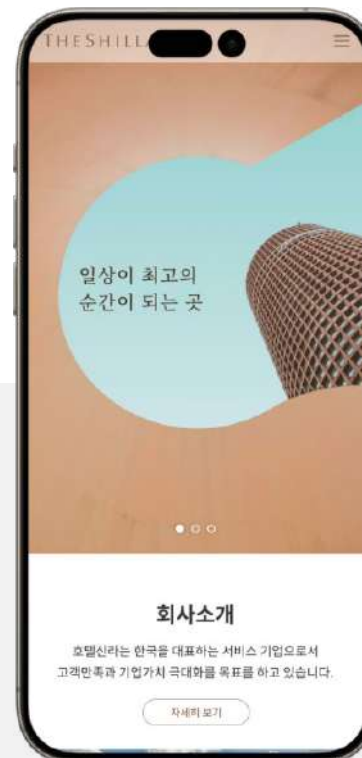 THE SHILLA
일상이 최고의
순간이 되는 곳
회사소개
호텔신라는 한국을 대표하는 서비스 기업으로서
고객만족과 기업가치 극대화를 목표를 하고 있습니다.
자세히 보기